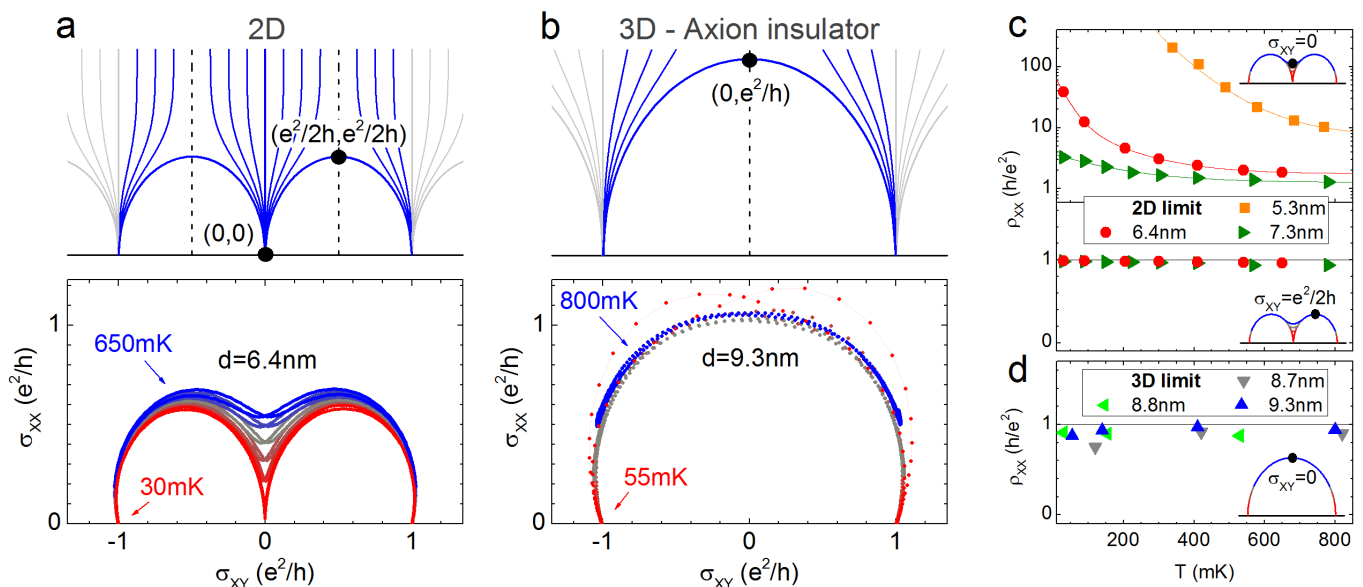 a
2D
(e²/2h,e²/2h)
(0,0)
650mK
d=6.4nm
30mK
1
0
σXX (e²/h)
-1
0
1
σXY (e²/h)
b
3D - Axion insulator
(0,e²/h)
800mK
d=9.3nm
55mK
1
0
σXX (e²/h)
-1
0
1
σXY (e²/h)
c
σXY=0
100
10
1
ρXX (h/e²)
2D limit
5.3nm
6.4nm
7.3nm
1
0
σXY=e²/2h
d
3D limit
8.7nm
8.8nm
9.3nm
1
0
ρXX (h/e²)
σXY=0
200
400
600
800
T (mK)